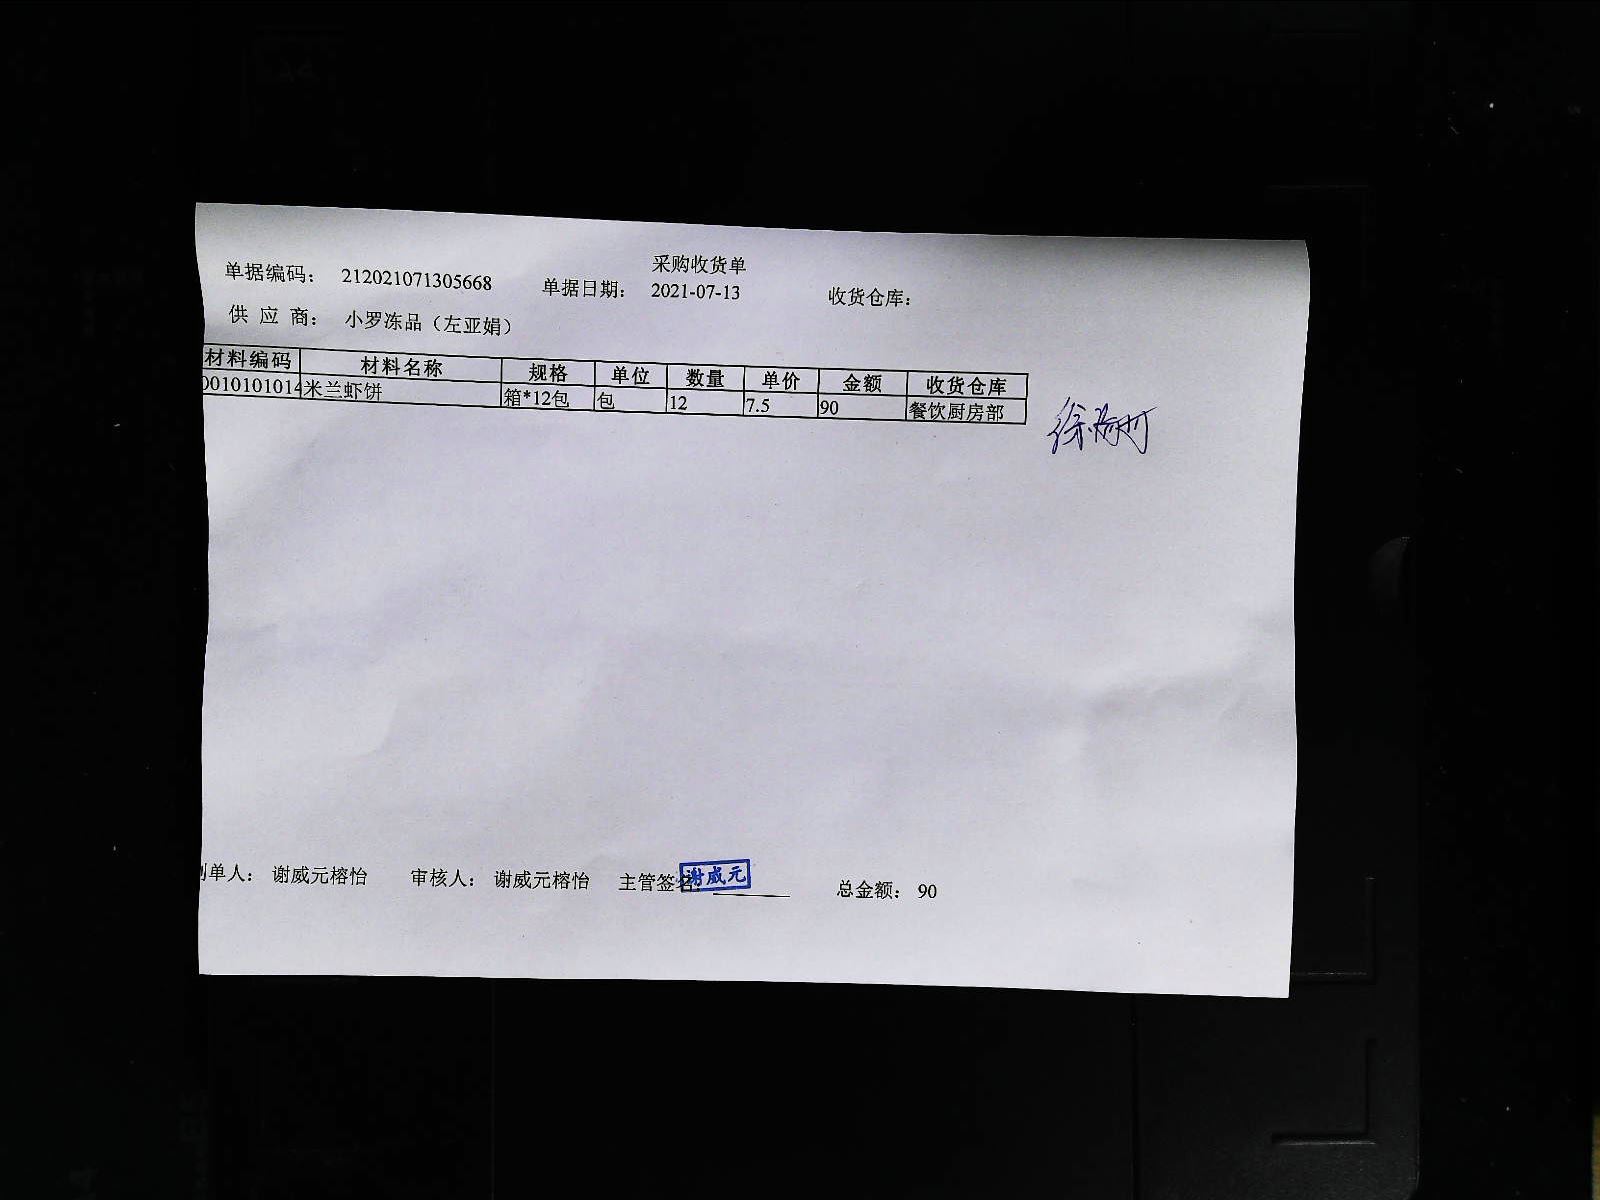 采购收货单
单据编码： 212021071305668 单据日期： 2021-07-13 收货仓库：
供 应 商： 小罗冻品（左亚娟）
材料编码 材料名称 规格 单位 数量 单价 金额 收货仓库
0010101014 米兰虾饼 箱*12包 包 12 7.5 90 餐饮厨房部
制单人： 谢威元榕怡 审核人： 谢威元榕怡 主管签名: 谢威元 总金额： 90